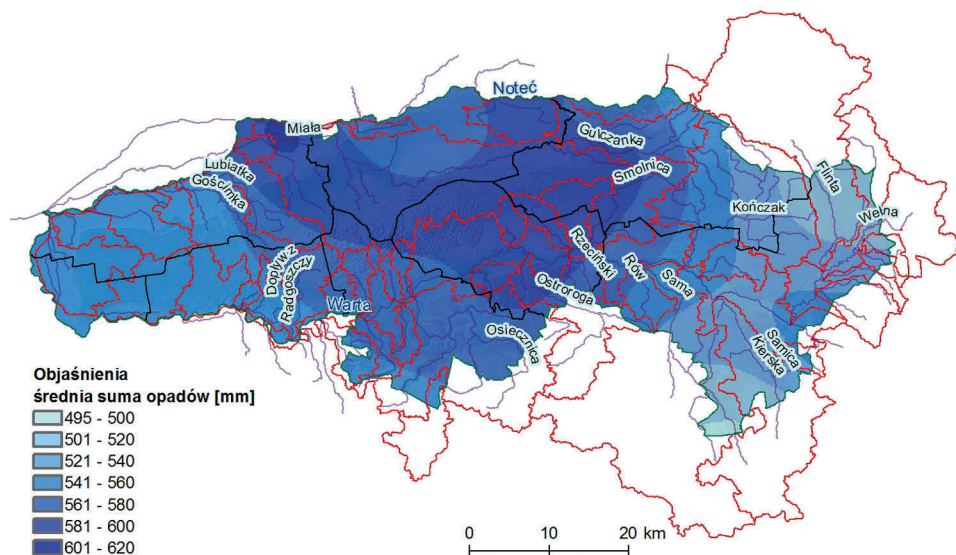 Noteć
Miała
Gulczanka
Lubiatka
Gościmka
Smolnica
Flinta
Kończak
Wełna
Dopływ z
Radgoszczy
Rzeciński
Rów
Sama
Ostroroga
Warta
Osiecznica
Samica
Kierska
Objaśnienia
średnia suma opadów [mm]
495 - 500
501 - 520
521 - 540
541 - 560
561 - 580
581 - 600
601 - 620
0 10 20 km